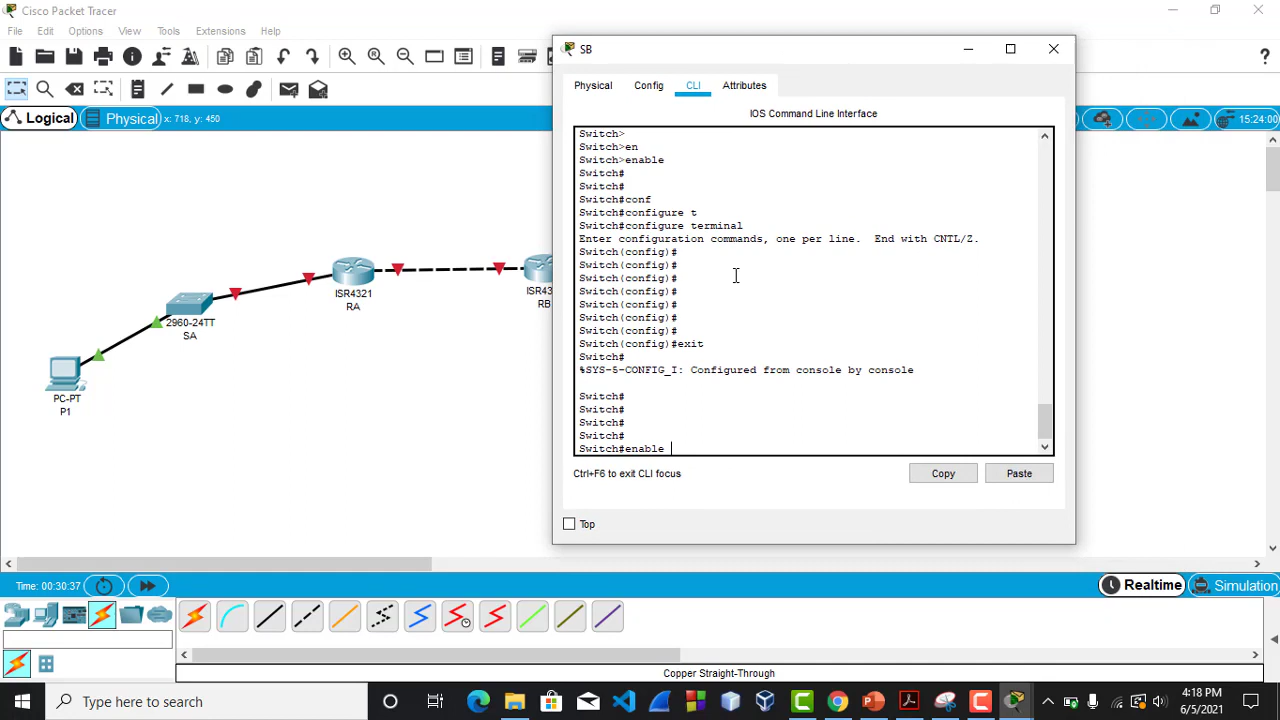 Cisco Packet Tracer
File Edit Options View Tools Extensions Help
?
Logical Physical x: 718, y: 450
15:24:00
SB
Physical Config CLI Attributes
IOS Command Line Interface
Switch>
Switch>en
Switch>enable
Switch#
Switch#
Switch#conf
Switch#configure t
Switch#configure terminal
Enter configuration commands, one per line.  End with CNTL/Z.
Switch(config)#
Switch(config)#
Switch(config)#
Switch(config)#
Switch(config)#
Switch(config)#
Switch(config)#
Switch(config)#exit
Switch#
%SYS-5-CONFIG_I: Configured from console by console
Switch#
Switch#
Switch#
Switch#
Switch#enable
Ctrl+F6 to exit CLI focus
Copy Paste
Top
ISR4321
RA
ISR43
RB
2960-24TT
SA
PC-PT
P1
Time: 00:30:37
Realtime Simulation
Copper Straight-Through
Type here to search
4:18 PM
6/5/2021